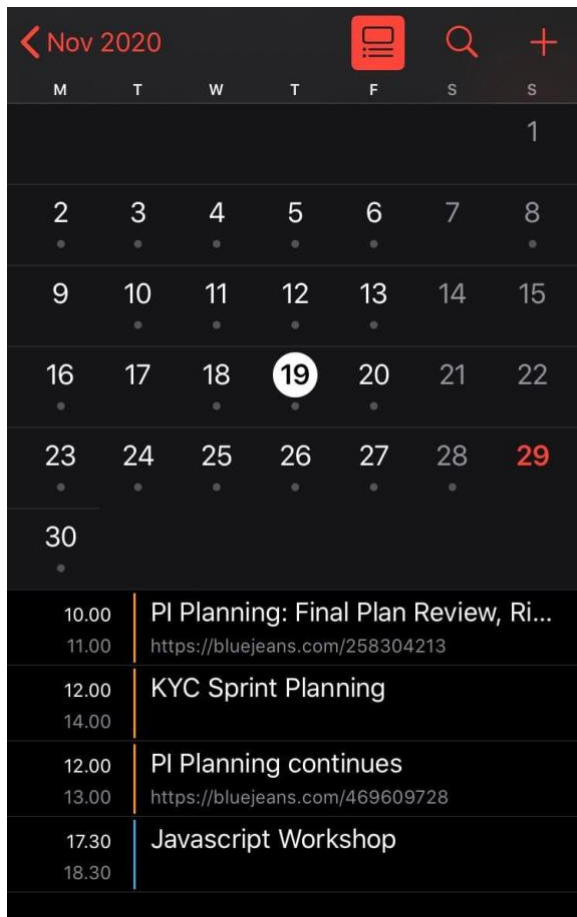 Nov 2020
M T W T F S S
1
2 3 4 5 6 7 8
9 10 11 12 13 14 15
16 17 18 19 20 21 22
23 24 25 26 27 28 29
30
10.00 PI Planning: Final Plan Review, Ri...
11.00 https://bluejeans.com/258304213
12.00 KYC Sprint Planning
14.00
12.00 PI Planning continues
13.00 https://bluejeans.com/469609728
17.30 Javascript Workshop
18.30